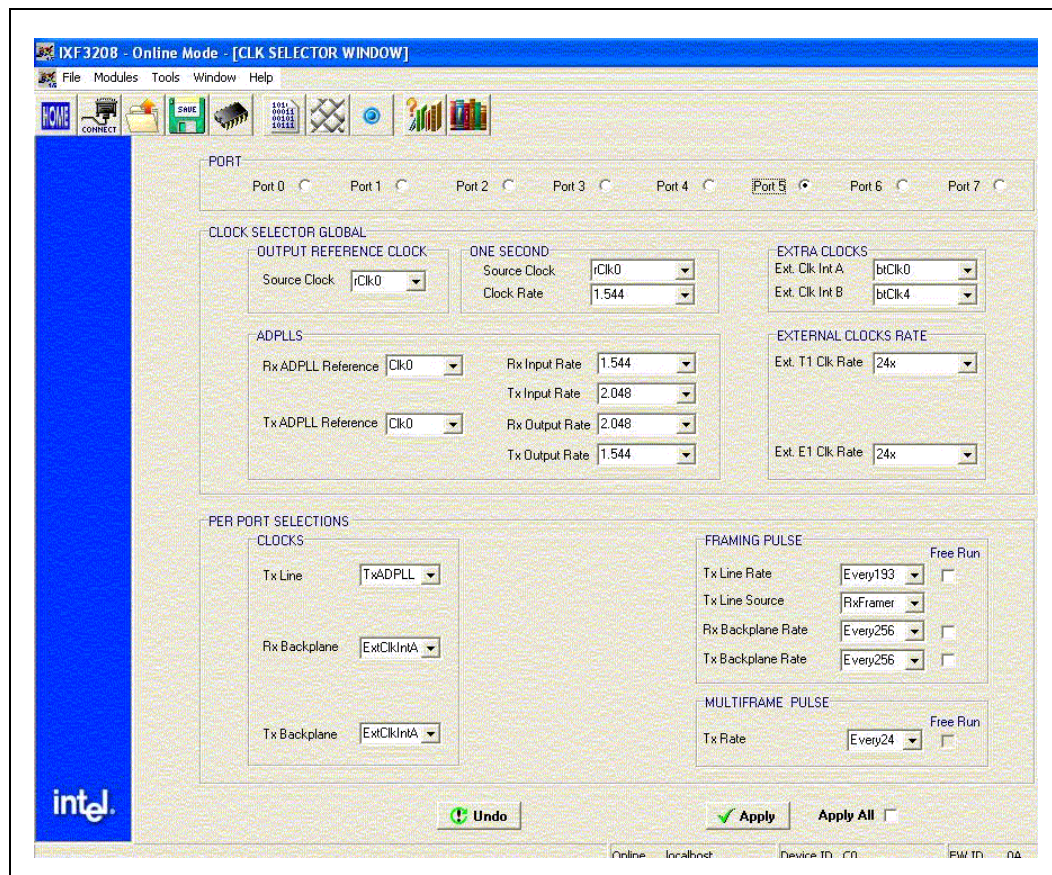 IXF3208 - Online Mode - [CLK SELECTOR WINDOW]
File Modules Tools Window Help
HOME CONNECT SAVE
PORT
Port 0 Port 1 Port 2 Port 3 Port 4 Port 5 Port 6 Port 7
CLOCK SELECTOR GLOBAL
OUTPUT REFERENCE CLOCK
Source Clock rClk0
ONE SECOND
Source Clock rClk0
Clock Rate 1.544
EXTRA CLOCKS
Ext. Clk Int A btClk0
Ext. Clk Int B btClk4
ADPLLS
Rx ADPLL Reference Clk0
Tx ADPLL Reference Clk0
Rx Input Rate 1.544
Tx Input Rate 2.048
Rx Output Rate 2.048
Tx Output Rate 1.544
EXTERNAL CLOCKS RATE
Ext. T1 Clk Rate 24x
Ext. E1 Clk Rate 24x
PER PORT SELECTIONS
CLOCKS
Tx Line TxADPLL
Rx Backplane ExtClkIntA
Tx Backplane ExtClkIntA
FRAMING PULSE
Free Run
Tx Line Rate Every193
Tx Line Source RxFramer
Rx Backplane Rate Every256
Tx Backplane Rate Every256
MULTIFRAME PULSE
Free Run
Tx Rate Every24
intel.
Undo Apply Apply All
Online localhost Device ID C0 FW ID 0A